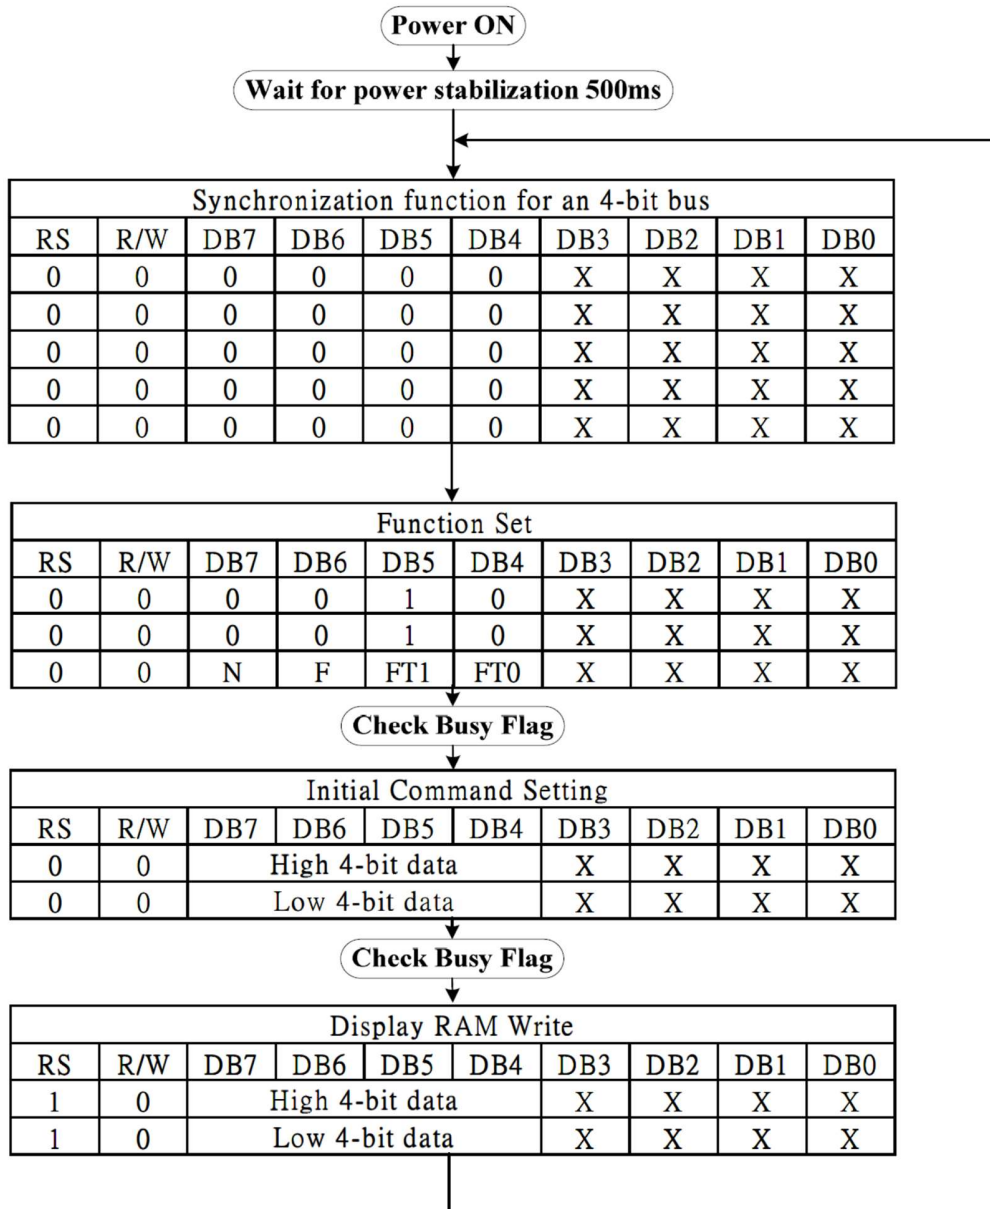 Power ON
Wait for power stabilization 500ms
Synchronization function for an 4-bit bus
RS R/W DB7 DB6 DB5 DB4 DB3 DB2 DB1 DB0
0 0 0 0 0 0 X X X X
0 0 0 0 0 0 X X X X
0 0 0 0 0 0 X X X X
0 0 0 0 0 0 X X X X
0 0 0 0 0 0 X X X X
Function Set
RS R/W DB7 DB6 DB5 DB4 DB3 DB2 DB1 DB0
0 0 0 0 1 0 X X X X
0 0 0 0 1 0 X X X X
0 0 N F FT1 FT0 X X X X
Check Busy Flag
Initial Command Setting
RS R/W DB7 DB6 DB5 DB4 DB3 DB2 DB1 DB0
0 0 High 4-bit data X X X X
0 0 Low 4-bit data X X X X
Check Busy Flag
Display RAM Write
RS R/W DB7 DB6 DB5 DB4 DB3 DB2 DB1 DB0
1 0 High 4-bit data X X X X
1 0 Low 4-bit data X X X X